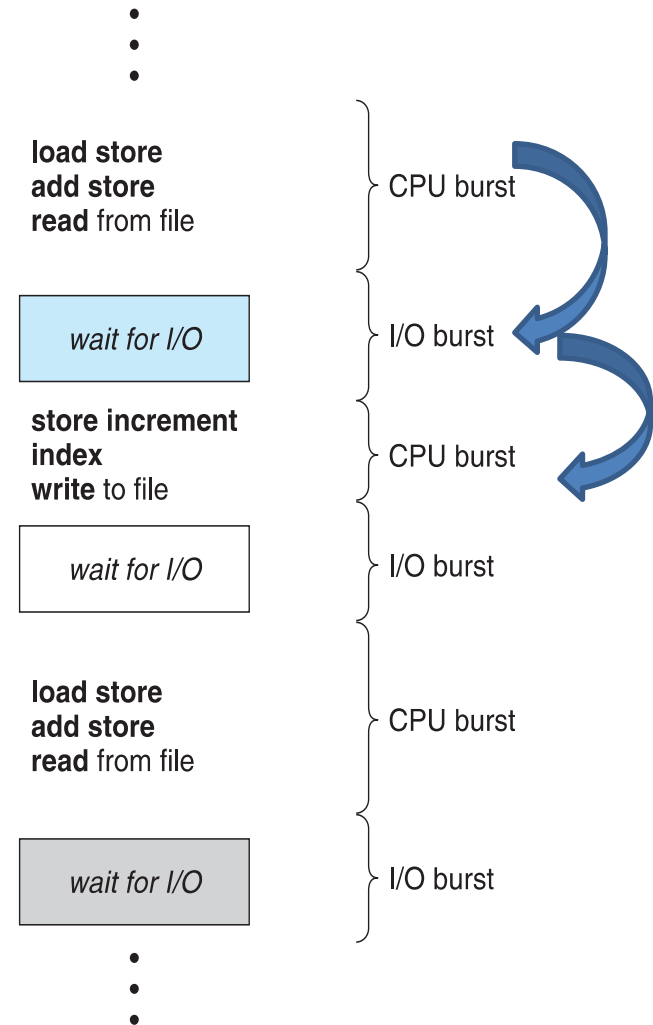 load store
add store
read from file
CPU burst
wait for I/O
I/O burst
store increment
index
write to file
CPU burst
wait for I/O
I/O burst
load store
add store
read from file
CPU burst
wait for I/O
I/O burst